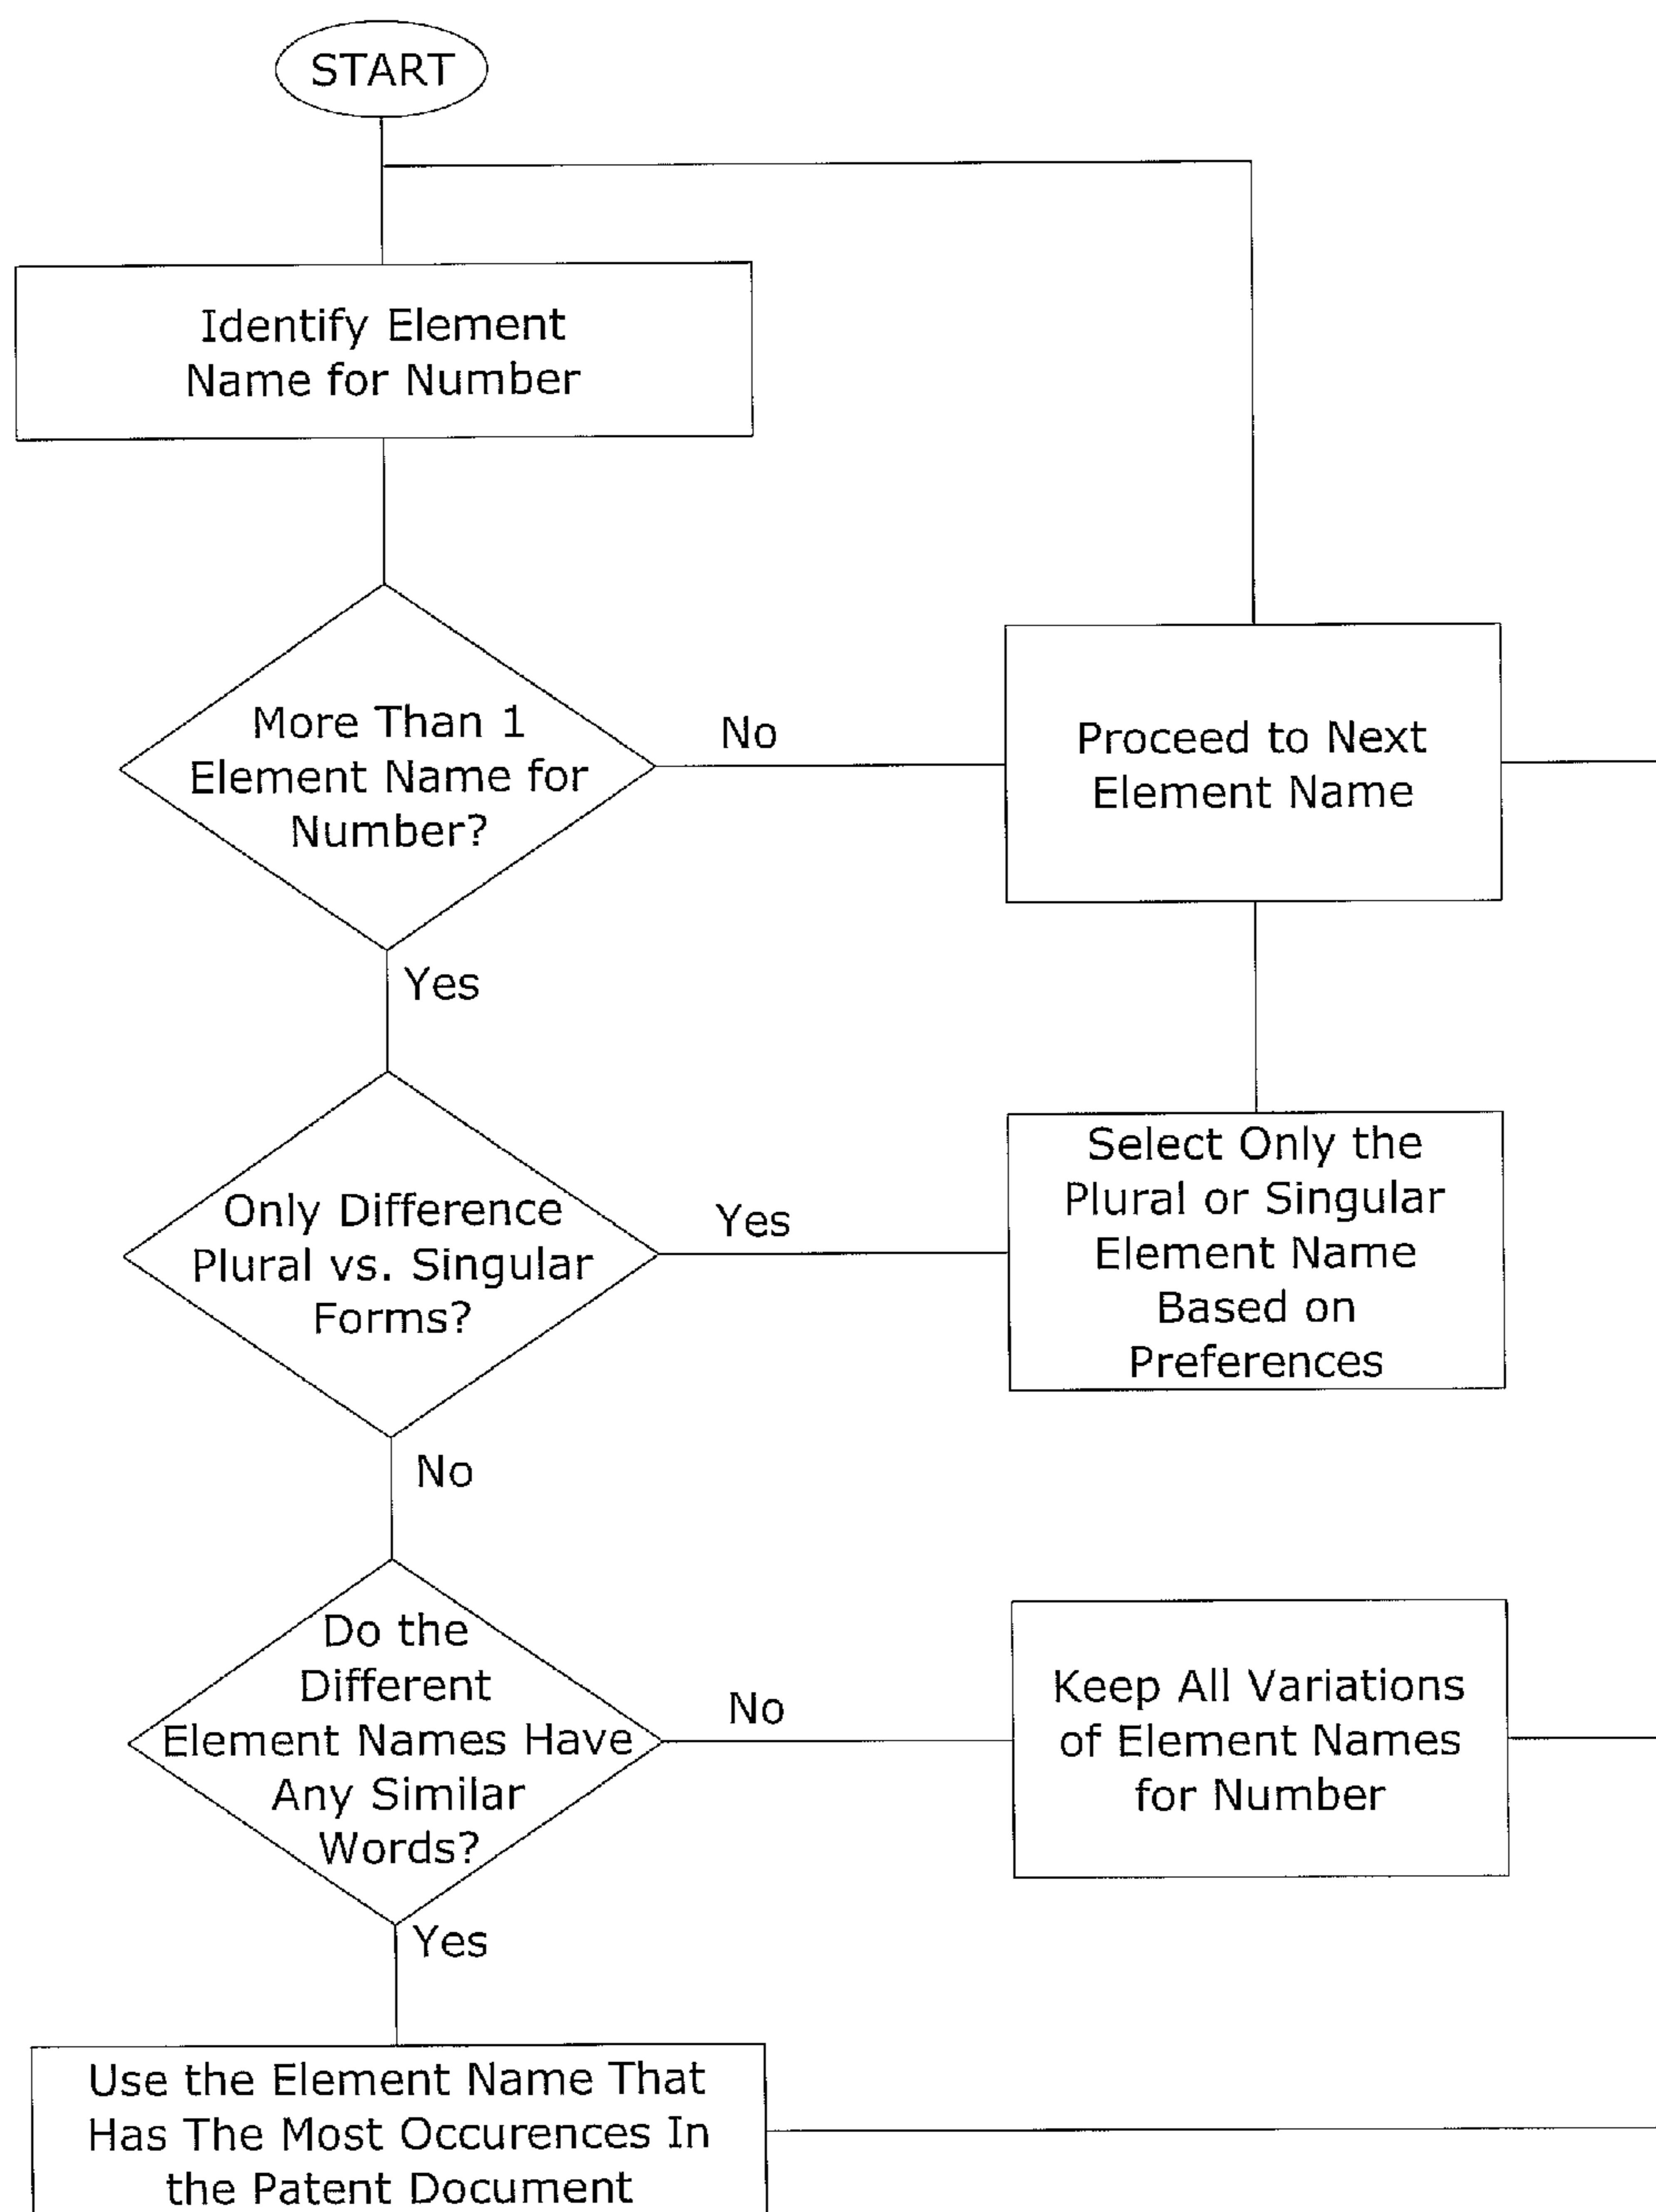 START
Identify Element
Name for Number
More Than 1
Element Name for
Number?
No
Proceed to Next
Element Name
Yes
Only Difference
Plural vs. Singular
Forms?
Yes
Select Only the
Plural or Singular
Element Name
Based on
Preferences
No
Do the
Different
Element Names Have
Any Similar
Words?
No
Keep All Variations
of Element Names
for Number
Yes
Use the Element Name That
Has The Most Occurences In
the Patent Document